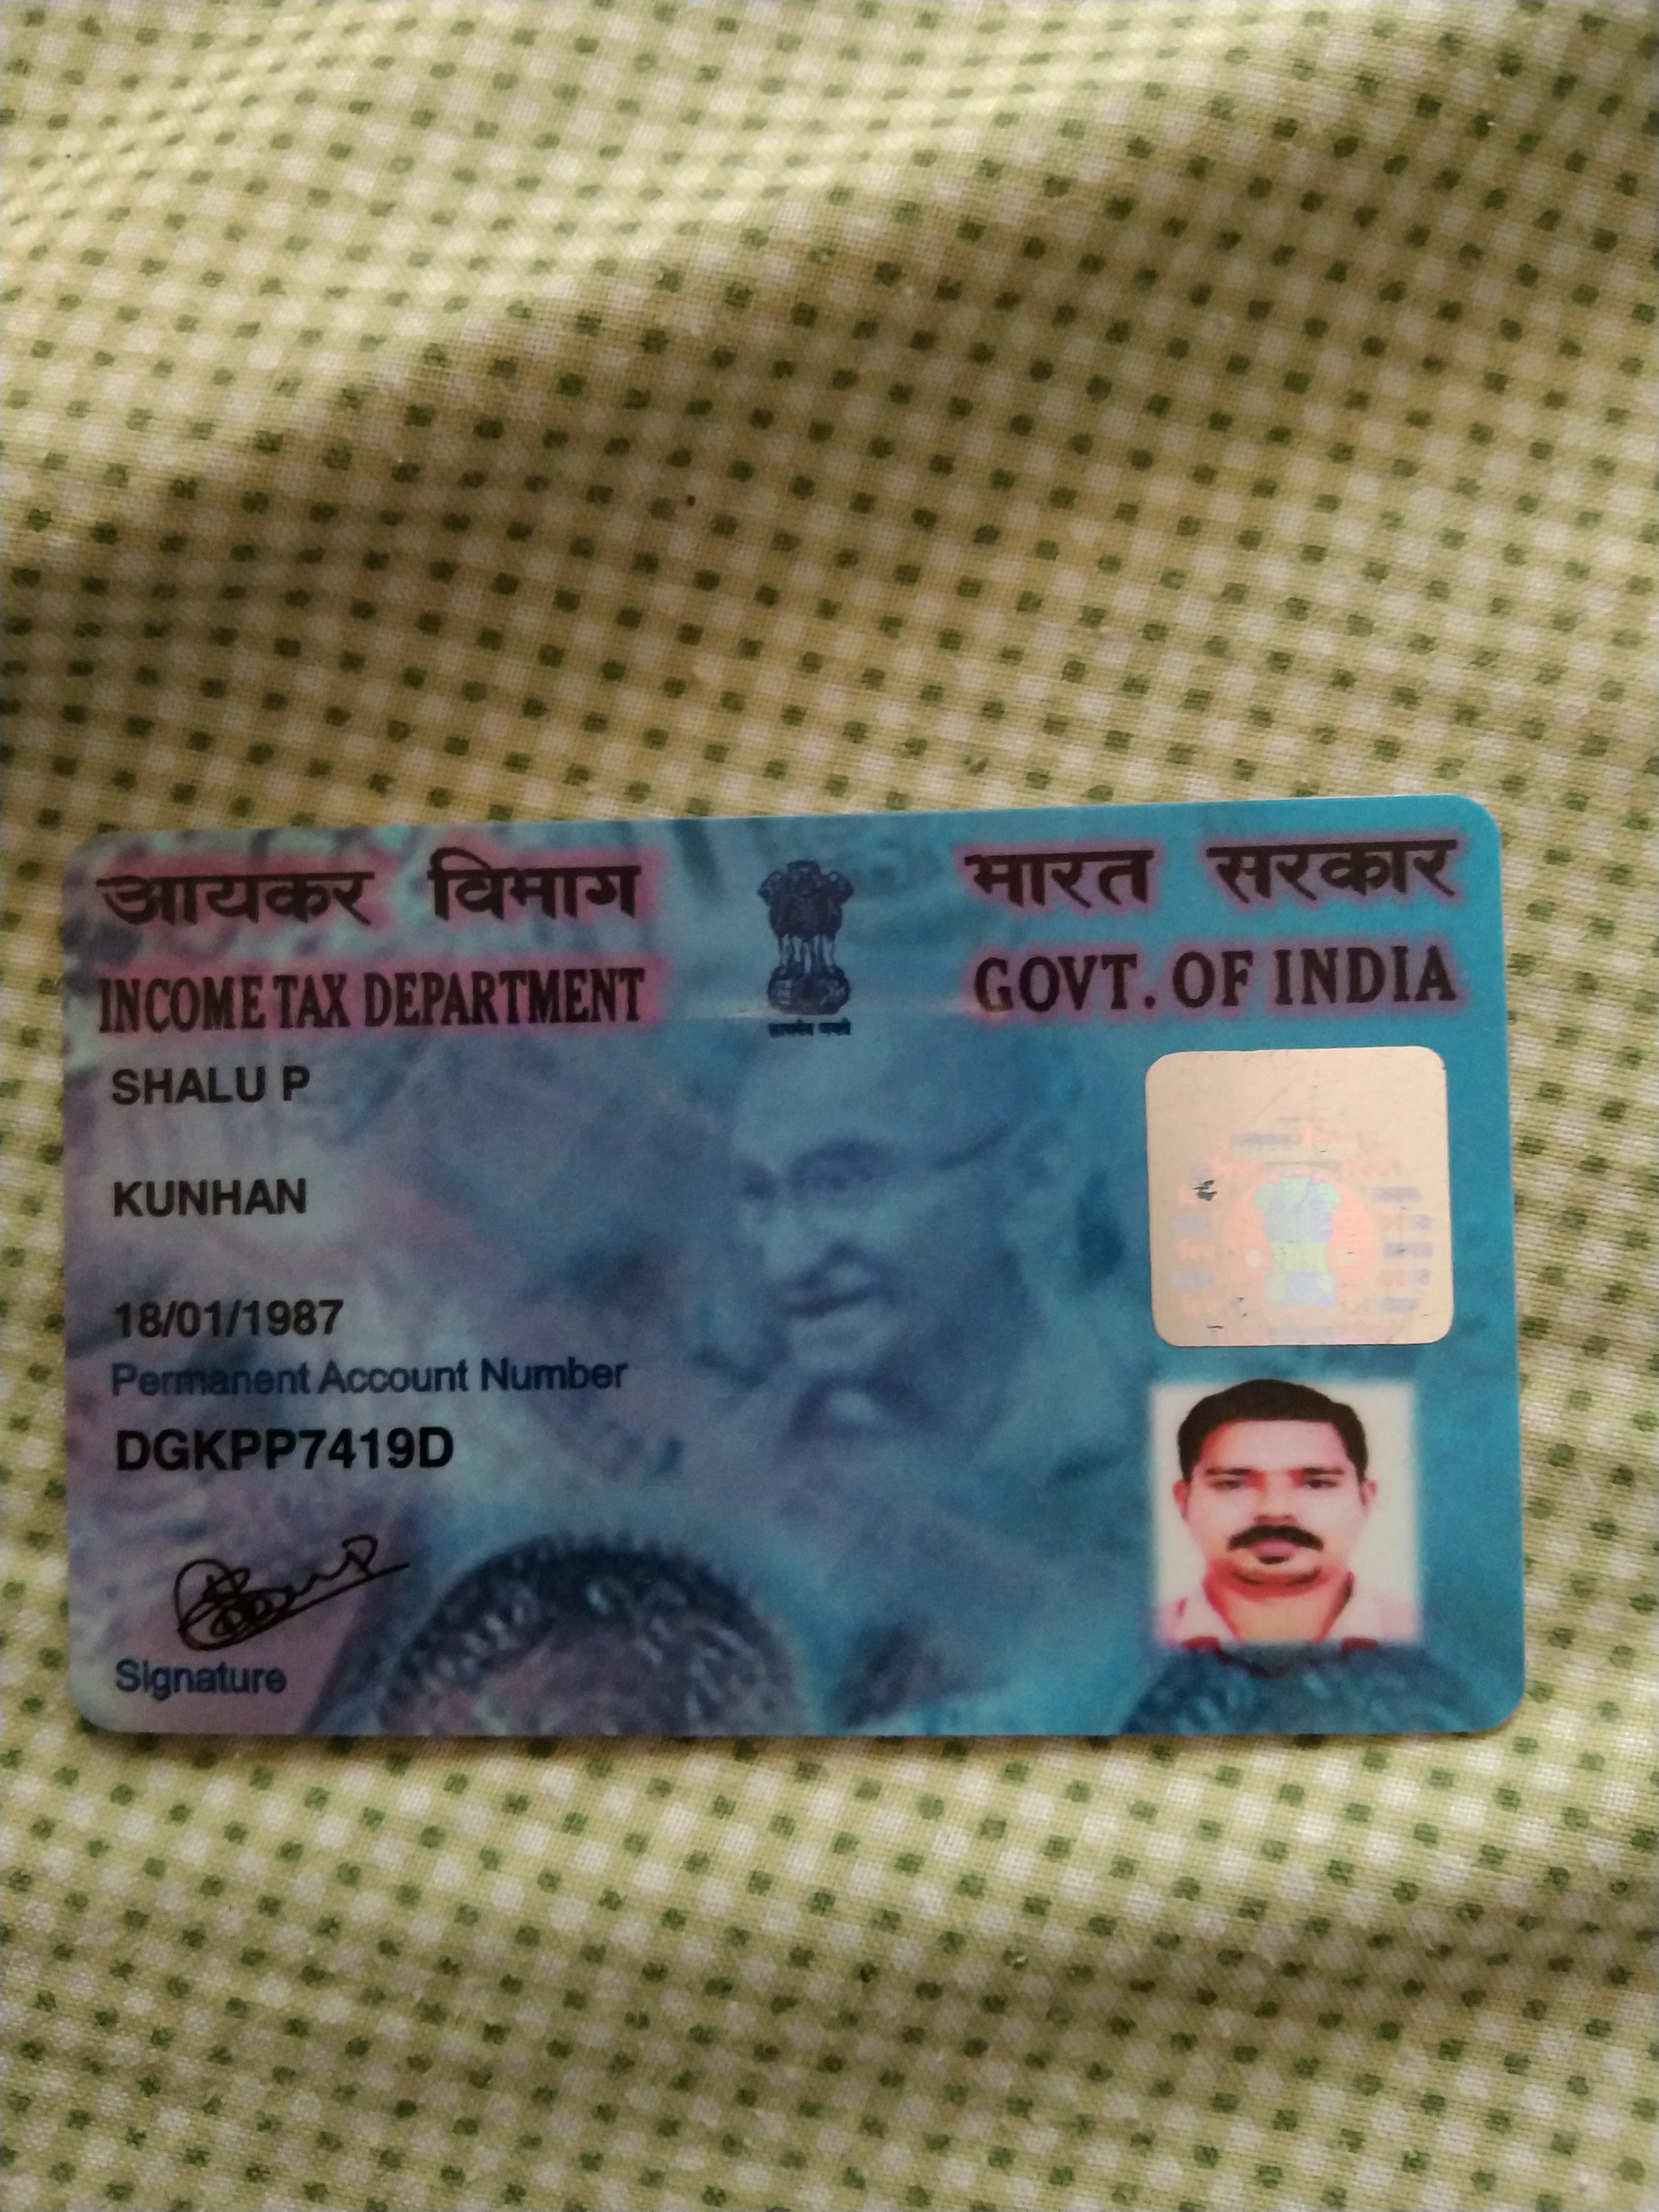 आयकर विभाग
भारत सरकार
INCOME TAX DEPARTMENT
GOVT. OF INDIA
सत्यमेव जयते
SHALU P
KUNHAN
18/01/1987
Permanent Account Number
DGKPP7419D
Signature